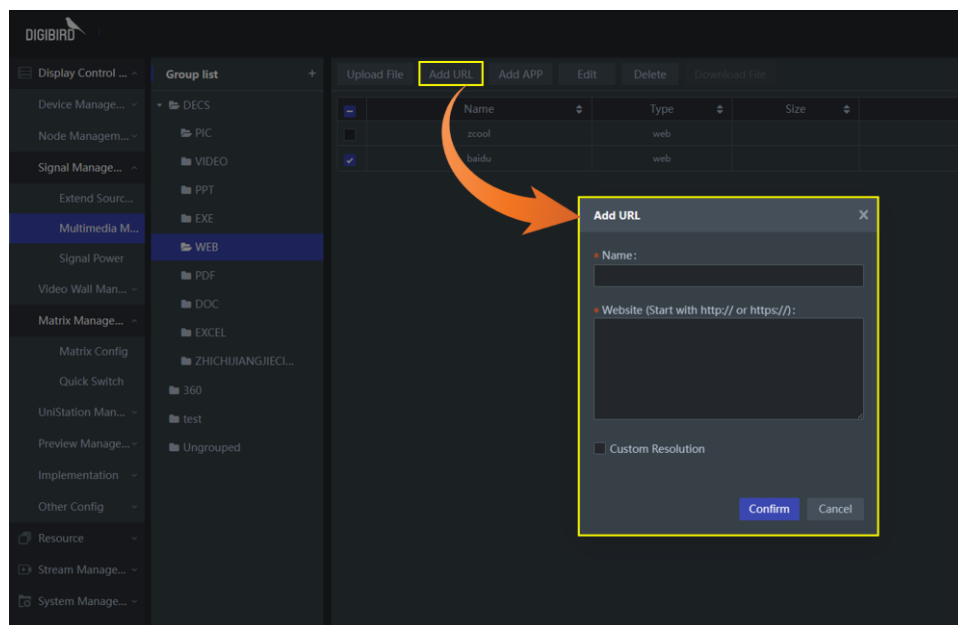 DIGIBIRD
Display Control ...
Device Manage...
Node Managem...
Signal Manage...
Extend Sourc...
Multimedia M...
Signal Power
Video Wall Man...
Matrix Manage...
Matrix Config
Quick Switch
UniStation Man...
Preview Manage...
Implementation
Other Config
Resource
Stream Manage...
System Manage...
Group list +
DECS
PIC
VIDEO
PPT
EXE
WEB
PDF
DOC
EXCEL
ZHICHIJIANGJIECI...
360
test
Ungrouped
Upload File Add URL Add APP Edit Delete Download File
Name Type Size
zcool web
baidu web
Add URL X
* Name:
* Website (Start with http:// or https://):
Custom Resolution
Confirm Cancel